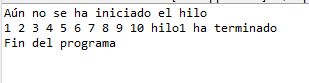 Aún no se ha iniciado el hilo
1 2 3 4 5 6 7 8 9 10 hilo1 ha terminado
Fin del programa